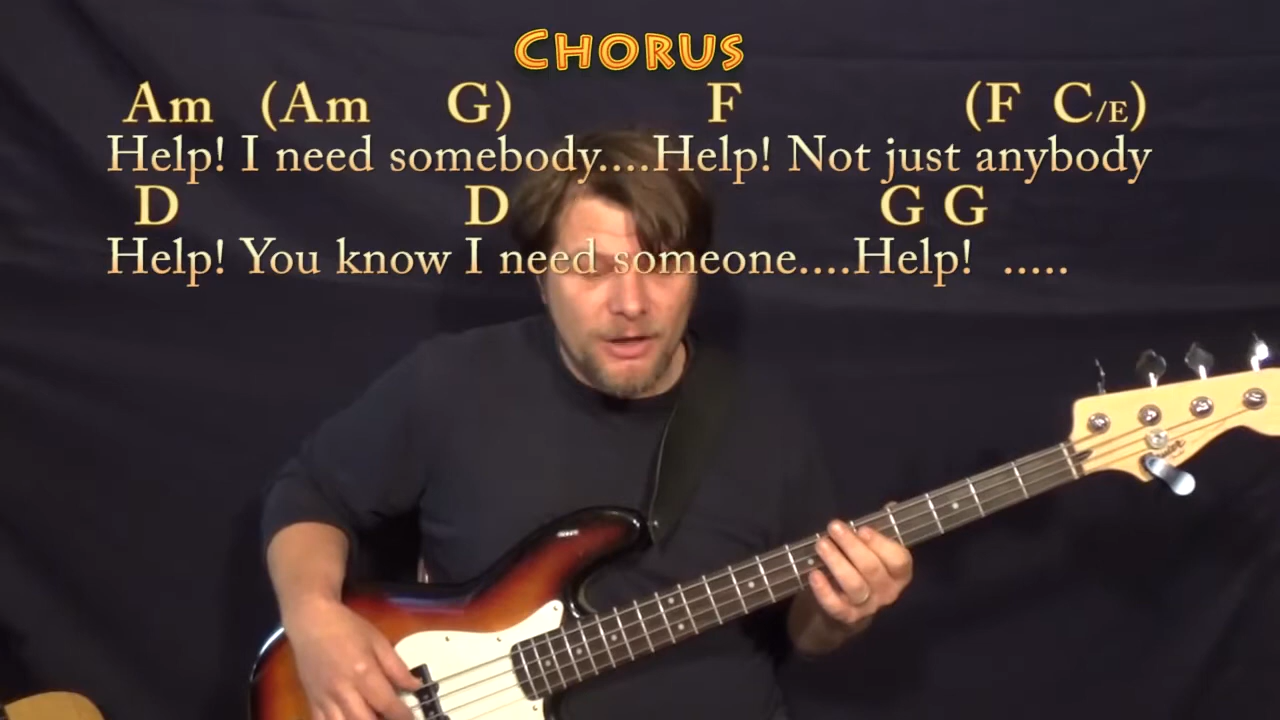 CHORUS
Am (Am G) F (F C/E)
Help! I need somebody....Help! Not just anybody
D D G G
Help! You know I need someone....Help! .....